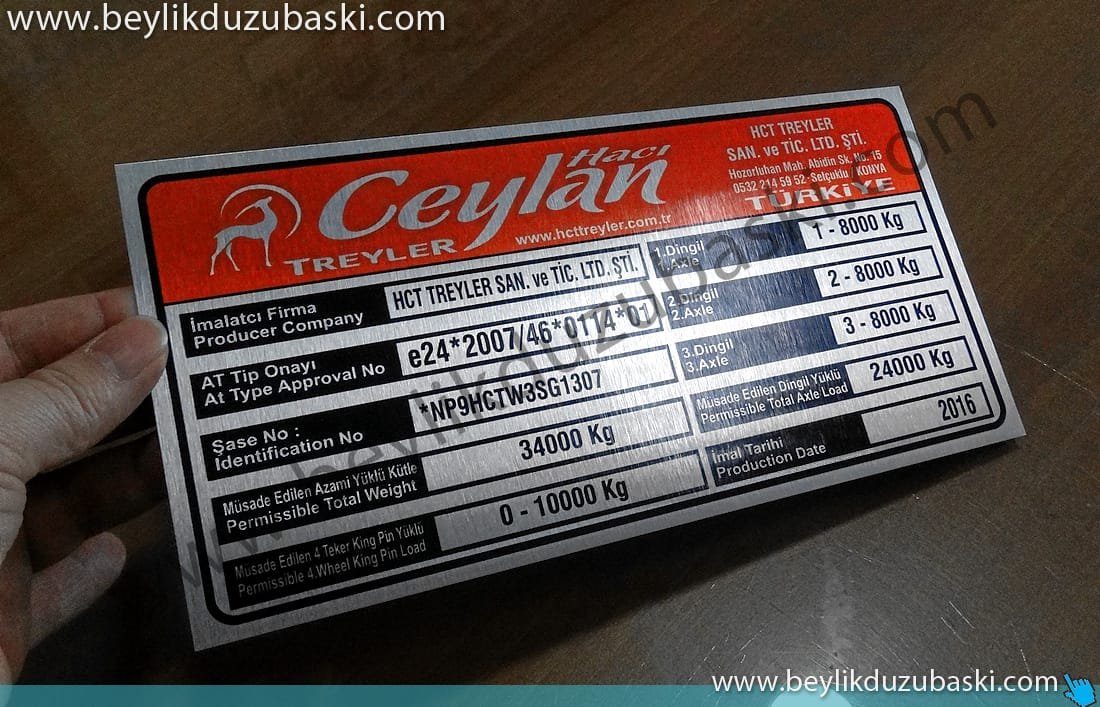 www.beylikduzubaski.com
Hacı
Ceylan
TREYLER
www.hcttreyler.com.tr
HCT TREYLER
SAN. ve TİC. LTD. ŞTİ.
Hozorluhan Mah. Abidin Sk. No. 15
0532 214 59 52 - Selçuklu / KONYA
TÜRKİYE
İmalatcı Firma
Producer Company
HCT TREYLER SAN. ve TİC. LTD. ŞTİ.
AT Tip Onayı
At Type Approval No
e24*2007/46*0114*01
Şase No :
Identification No
*NP9HCTW3SG1307
Müsade Edilen Azami Yüklü Kütle
Permissible Total Weight
34000 Kg
Müsade Edilen 4 Teker King Pin Yüklü
Permissible 4.Wheel King Pin Load
0 - 10000 Kg
1.Dingil
1.Axle
1 - 8000 Kg
2.Dingil
2.Axle
2 - 8000 Kg
3.Dingil
3.Axle
3 - 8000 Kg
Müsade Edilen Dingil Yüklü
Permissible Total Axle Load
24000 Kg
İmal Tarihi
Production Date
2016
www.beylikduzubaski.com
www.beylikduzubaski.com